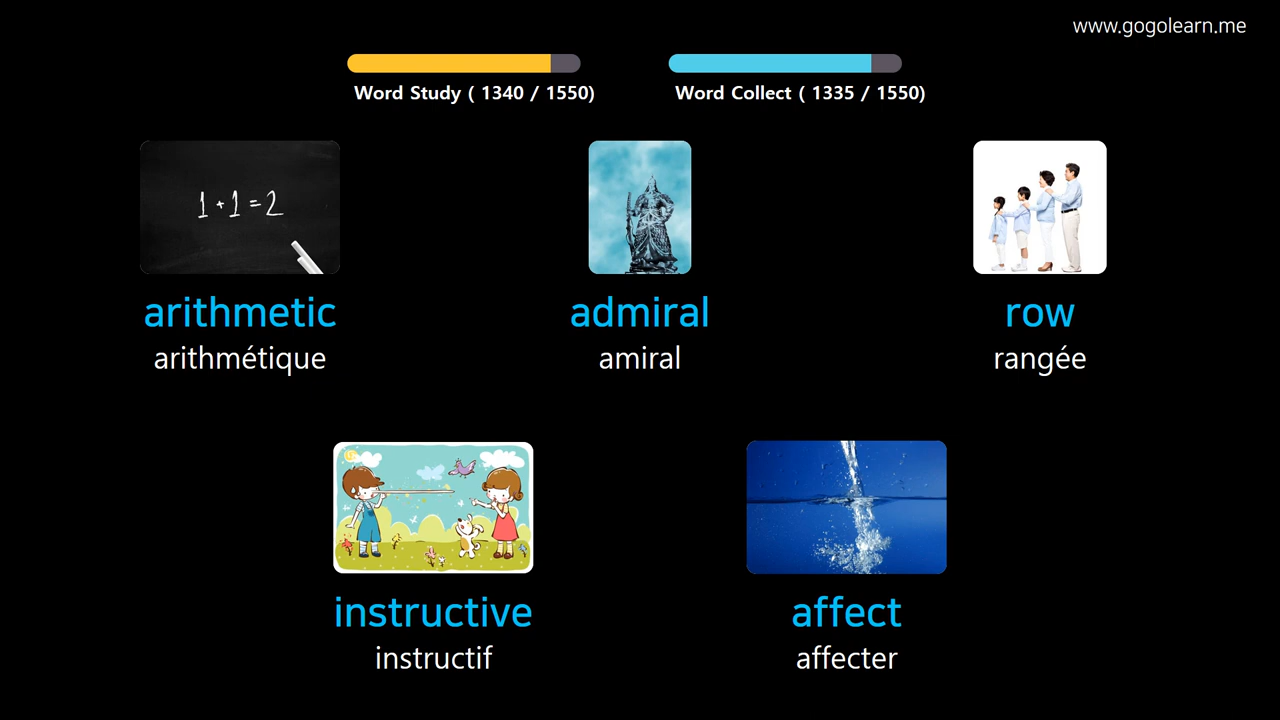 www.gogolearn.me
Word Study ( 1340 / 1550)
Word Collect ( 1335 / 1550)
1+1=2
arithmetic
arithmétique
admiral
amiral
row
rangée
instructive
instructif
affect
affecter